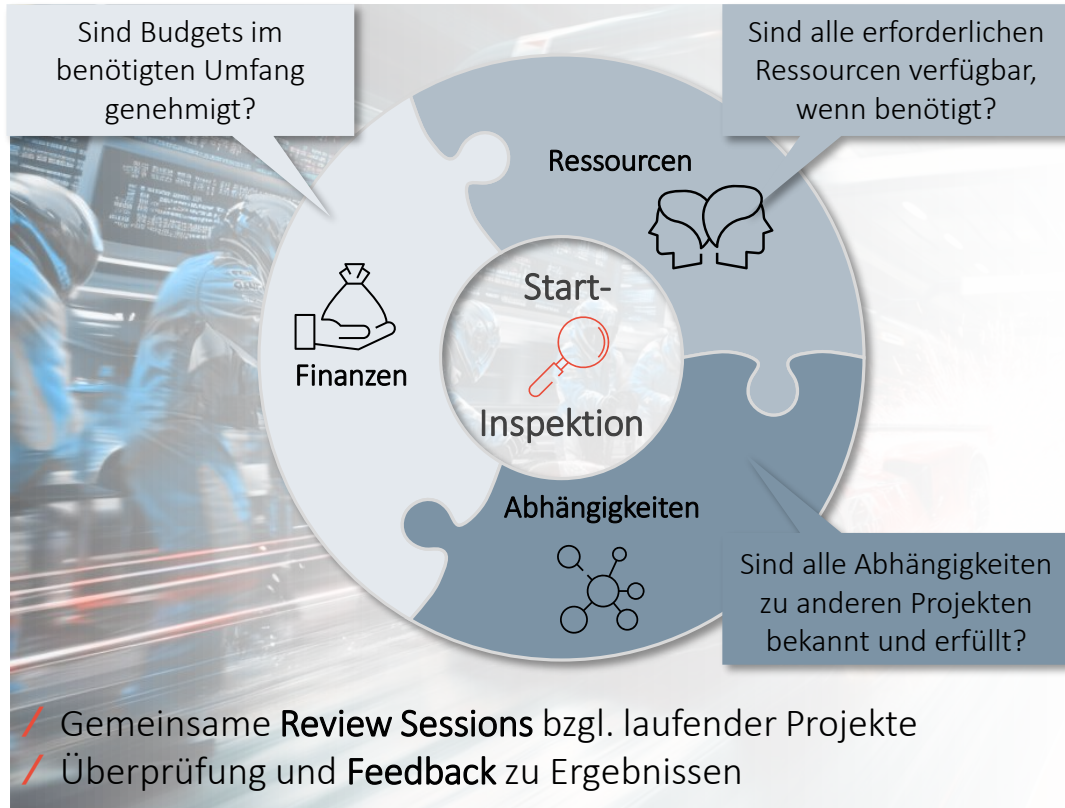 Sind Budgets im
benötigten Umfang
genehmigt?
Sind alle erforderlichen
Ressourcen verfügbar,
wenn benötigt?
Ressourcen
Start-
Inspektion
Finanzen
Abhängigkeiten
Sind alle Abhängigkeiten
zu anderen Projekten
bekannt und erfüllt?
/ Gemeinsame Review Sessions bzgl. laufender Projekte
/ Überprüfung und Feedback zu Ergebnissen